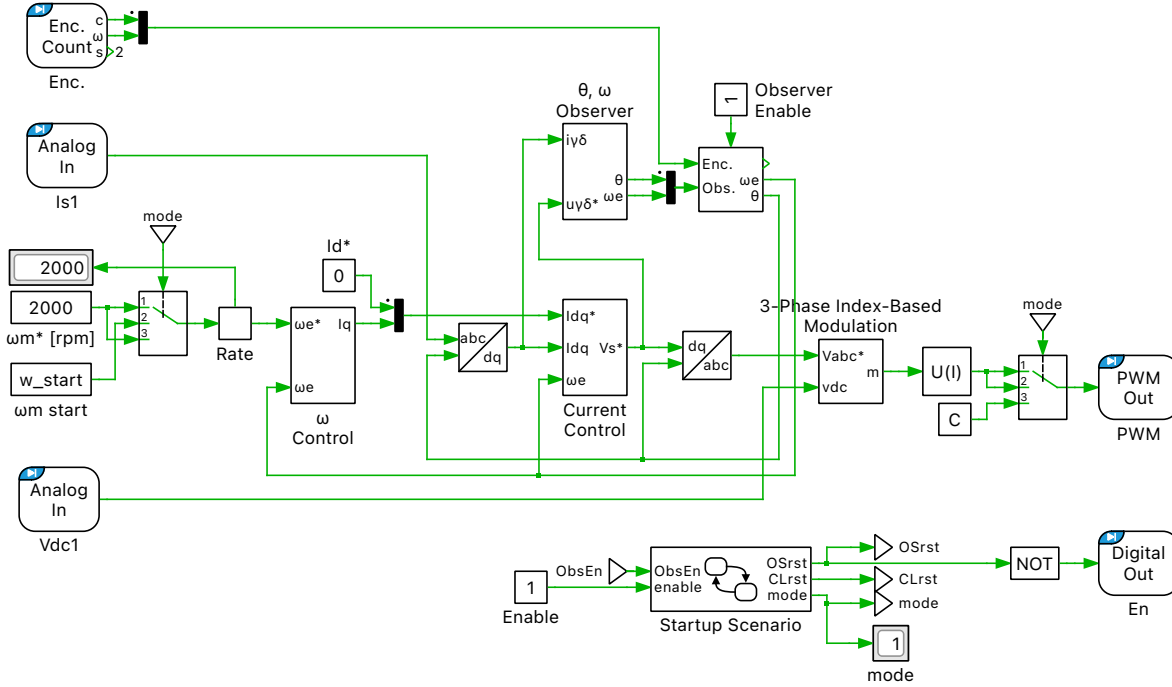 Enc.
Count
c
ω
s
2
Enc.
Analog
In
Is1
θ, ω
Observer
iγδ
uγδ*
θ
ωe
1
Observer
Enable
Enc.
Obs.
ωe
θ
mode
2000
2000
ωm* [rpm]
w_start
ωm start
1
2
3
Rate
Id*
0
ωe*
Iq
ωe
ω
Control
abc
dq
Idq*
Idq
Vs*
ωe
Current
Control
dq
abc
3-Phase Index-Based
Modulation
Vabc*
m
vdc
U(I)
C
mode
1
2
3
PWM
Out
PWM
Analog
In
Vdc1
ObsEn
1
Enable
ObsEn
enable
OSrst
CLrst
mode
Startup Scenario
OSrst
CLrst
mode
1
mode
NOT
Digital
Out
En